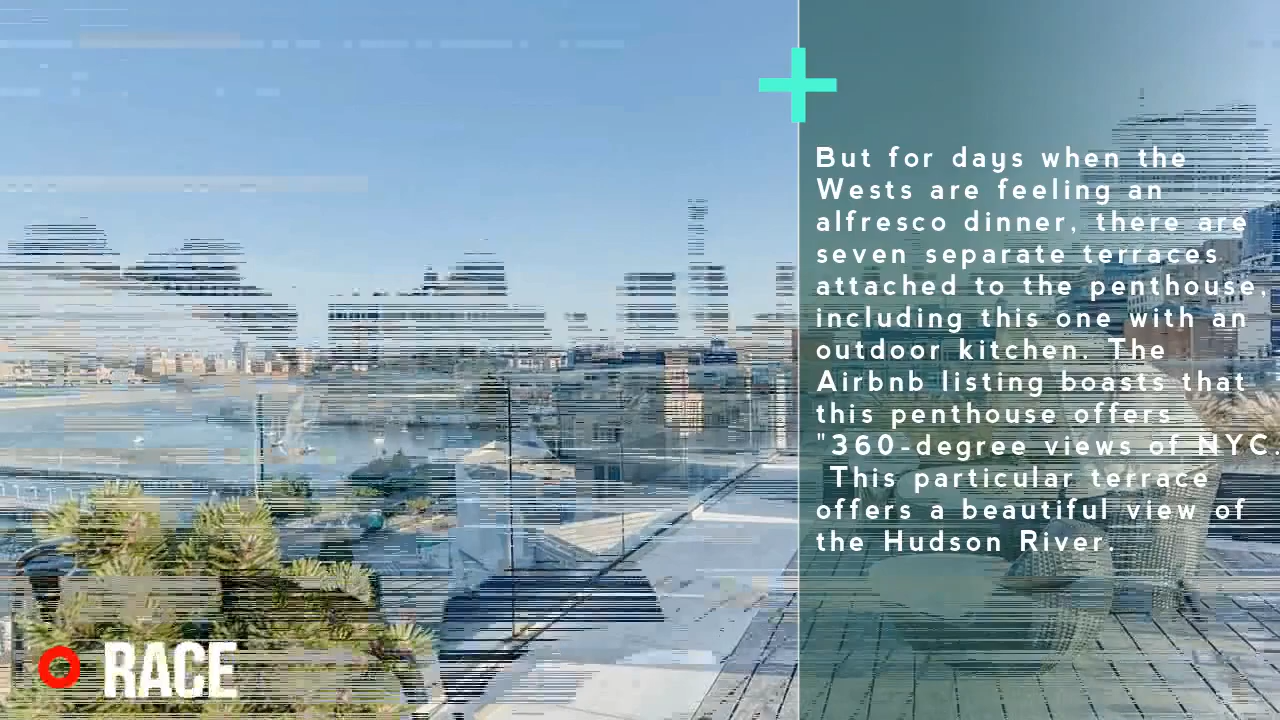 But for days when the
Wests are feeling an
alfresco dinner, there are
seven separate terraces
attached to the penthouse,
including this one with an
outdoor kitchen. The
Airbnb listing boasts that
this penthouse offers
"360-degree views of NYC.
This particular terrace
offers a beautiful view of
the Hudson River.
RACE